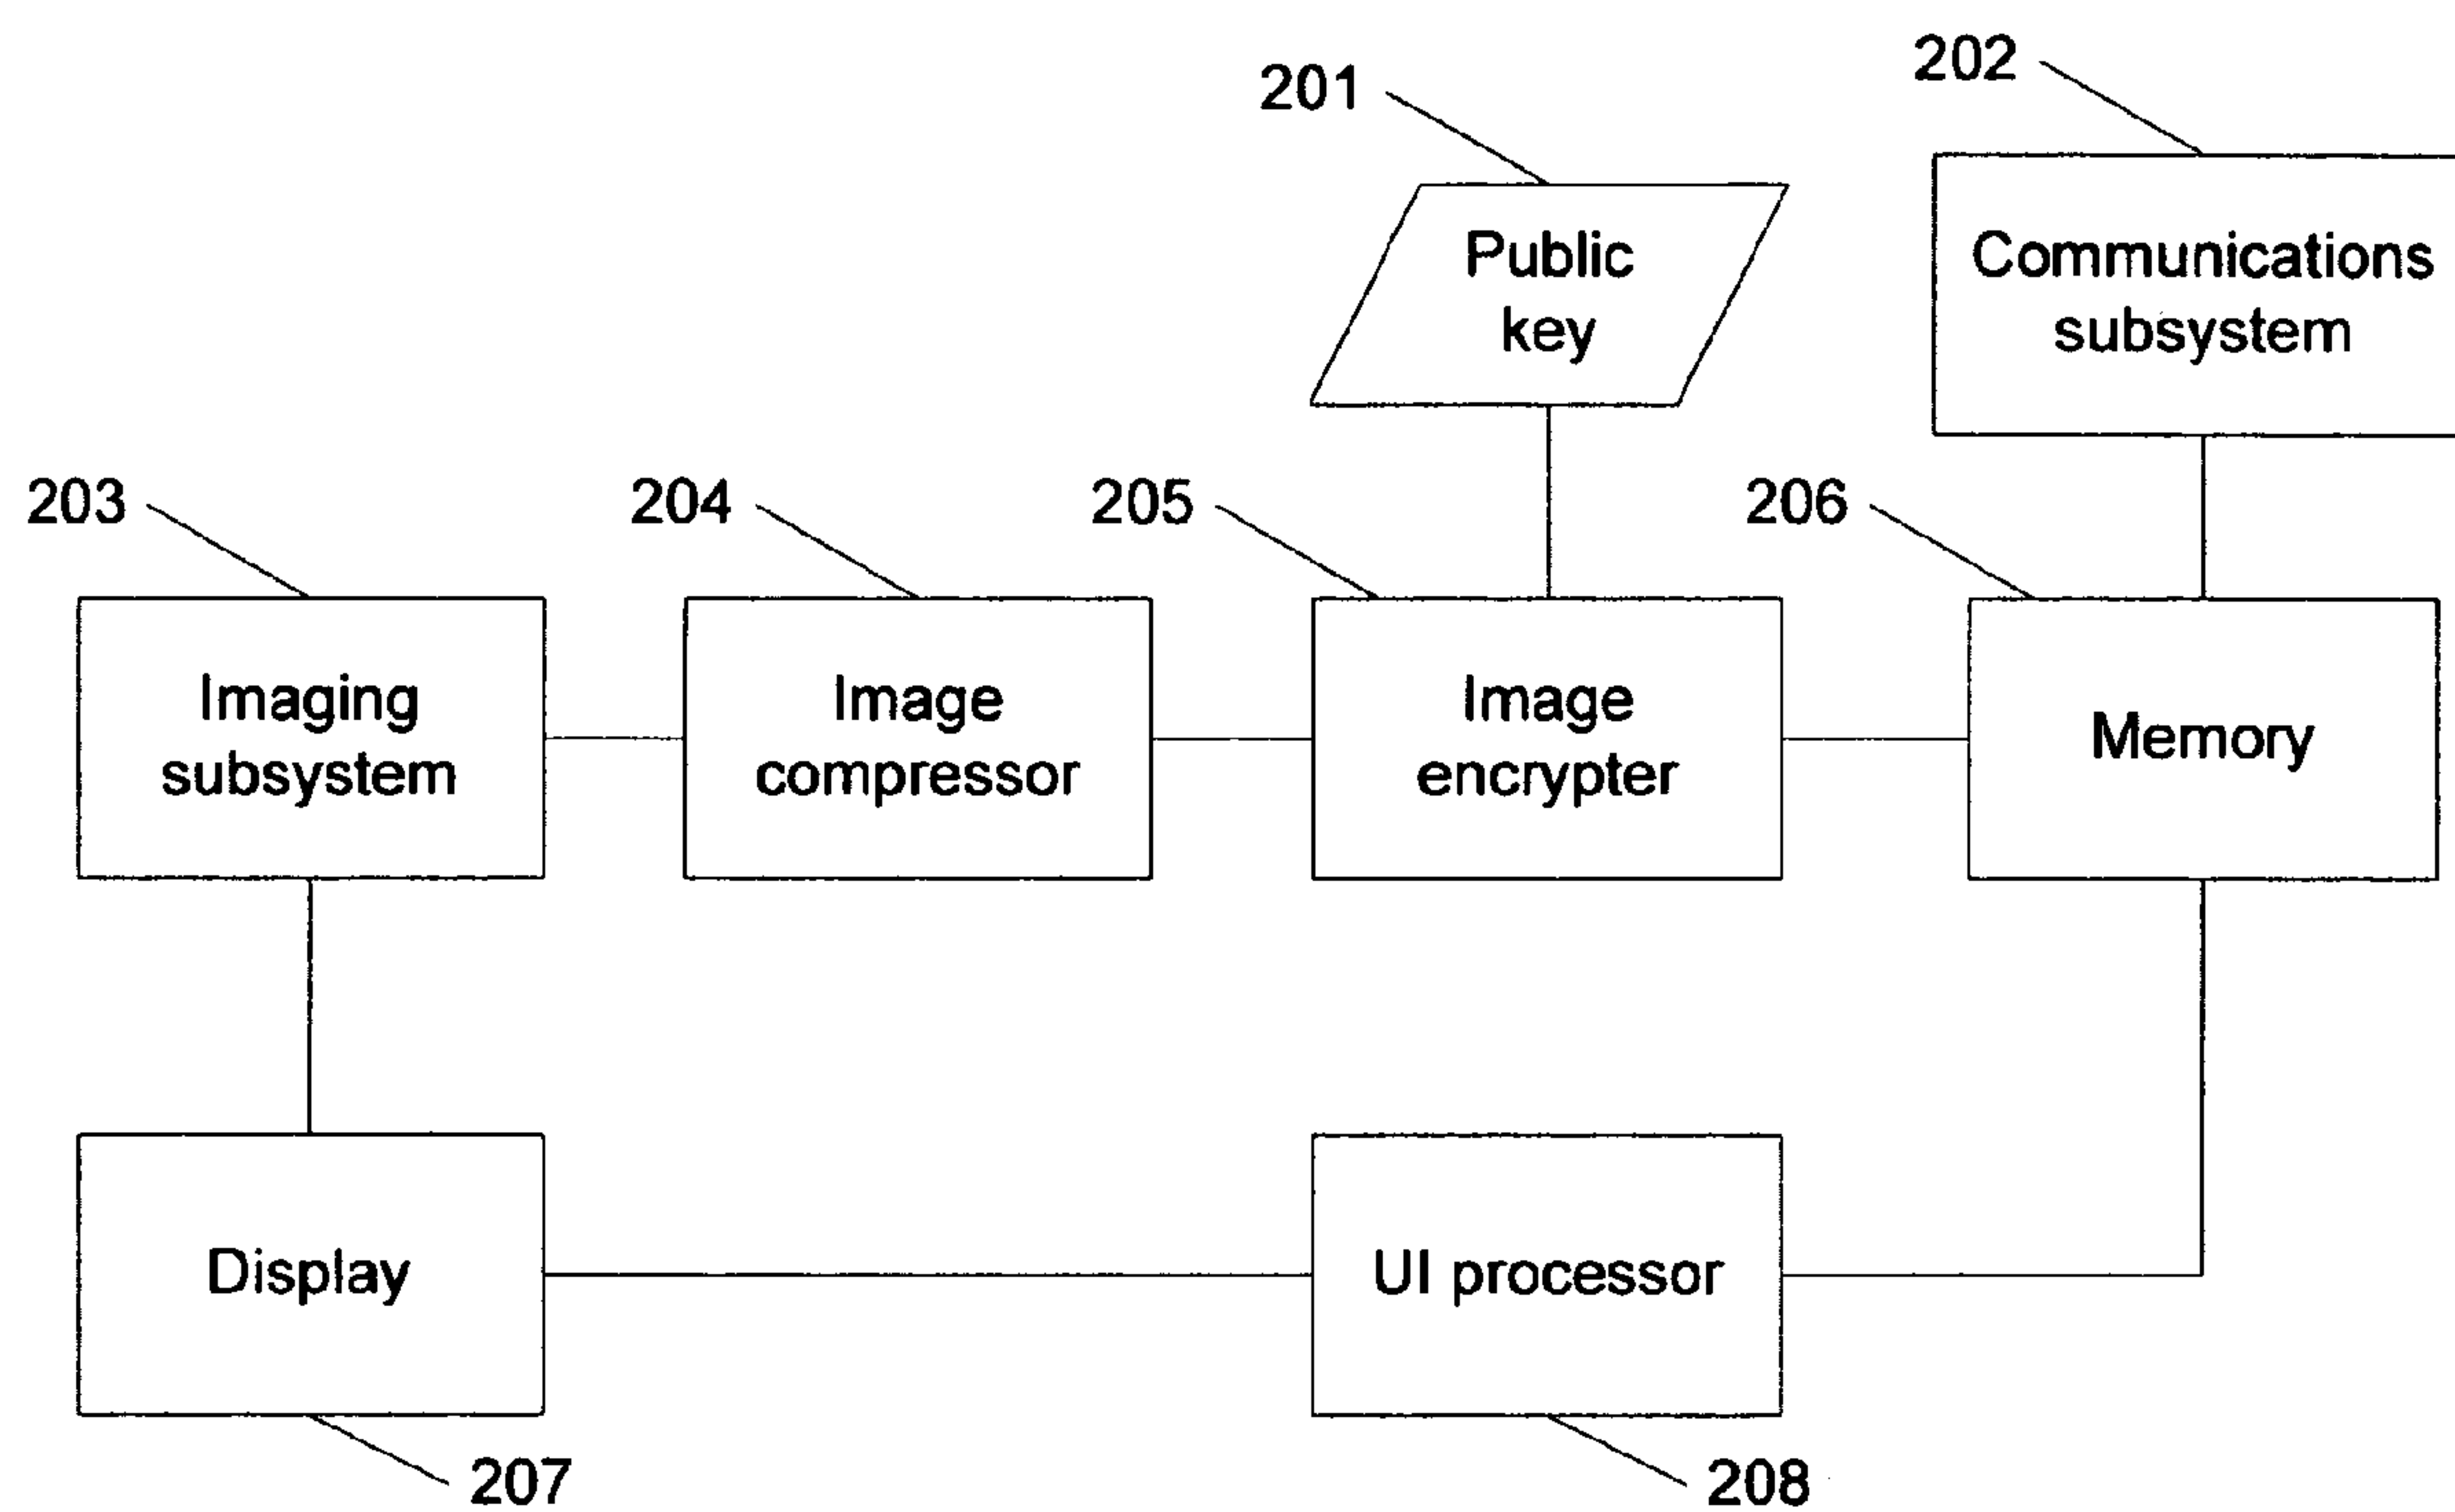 202
201
Public
key
Communications
subsystem
203
204
205
206
Imaging
subsystem
Image
compressor
Image
encrypter
Memory
Display
UI processor
207
208